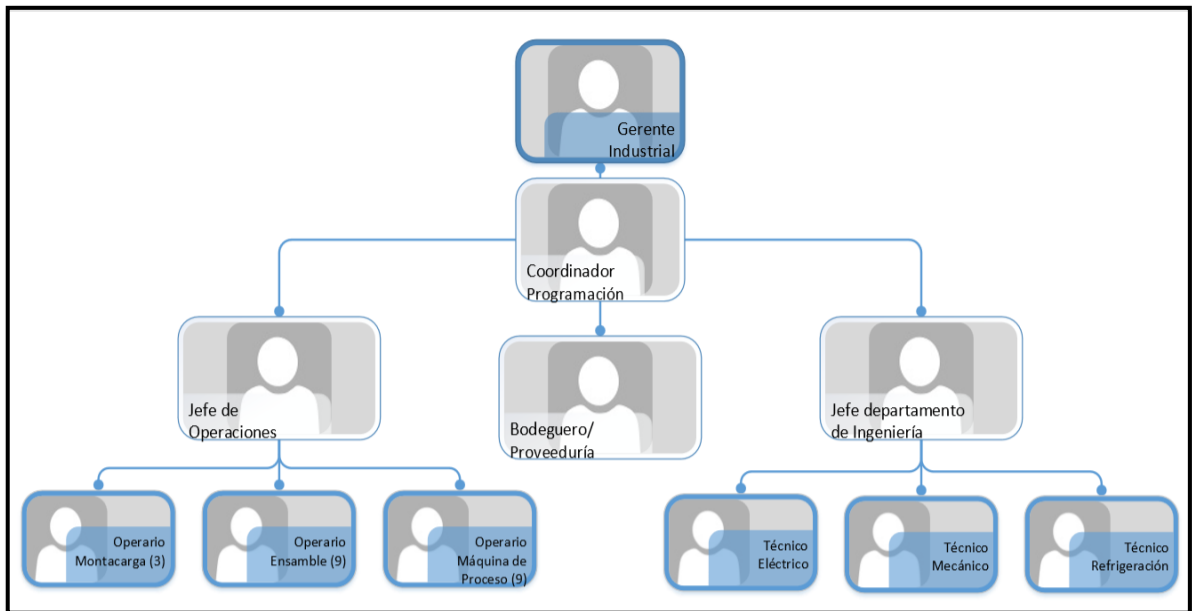 Gerente
Industrial
Coordinador
Programación
Jefe de
Operaciones
Bodeguero/
Proveeduría
Jefe departamento
de Ingeniería
Operario
Montacarga (3)
Operario
Ensamble (9)
Operario
Máquina de
Proceso (9)
Técnico
Eléctrico
Técnico
Mecánico
Técnico
Refrigeración